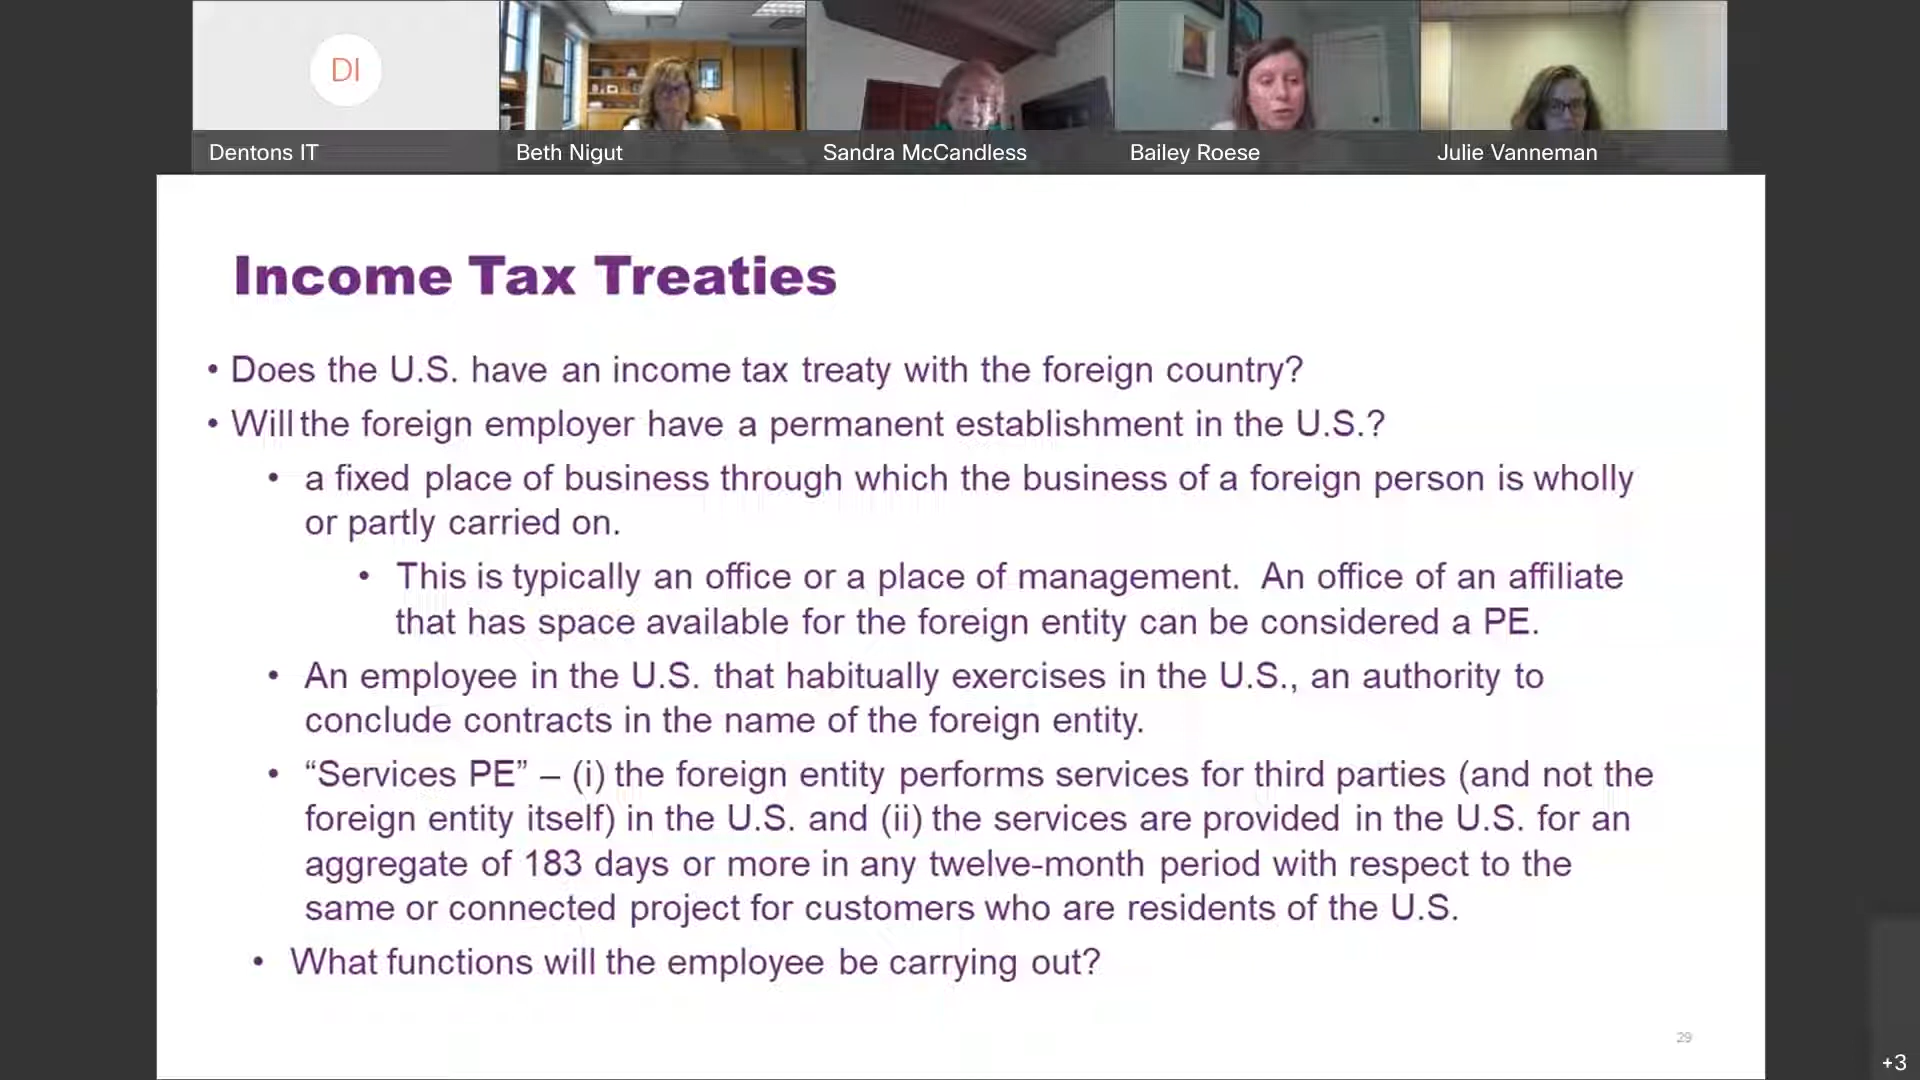 DI
Dentons IT
Beth Nigut
Sandra McCandless
Bailey Roese
Julie Vanneman
Income Tax Treaties
• Does the U.S. have an income tax treaty with the foreign country?
• Will the foreign employer have a permanent establishment in the U.S.?
• a fixed place of business through which the business of a foreign person is wholly
or partly carried on.
• This is typically an office or a place of management. An office of an affiliate
that has space available for the foreign entity can be considered a PE.
• An employee in the U.S. that habitually exercises in the U.S., an authority to
conclude contracts in the name of the foreign entity.
• “Services PE” – (i) the foreign entity performs services for third parties (and not the
foreign entity itself) in the U.S. and (ii) the services are provided in the U.S. for an
aggregate of 183 days or more in any twelve-month period with respect to the
same or connected project for customers who are residents of the U.S.
• What functions will the employee be carrying out?
29
+3